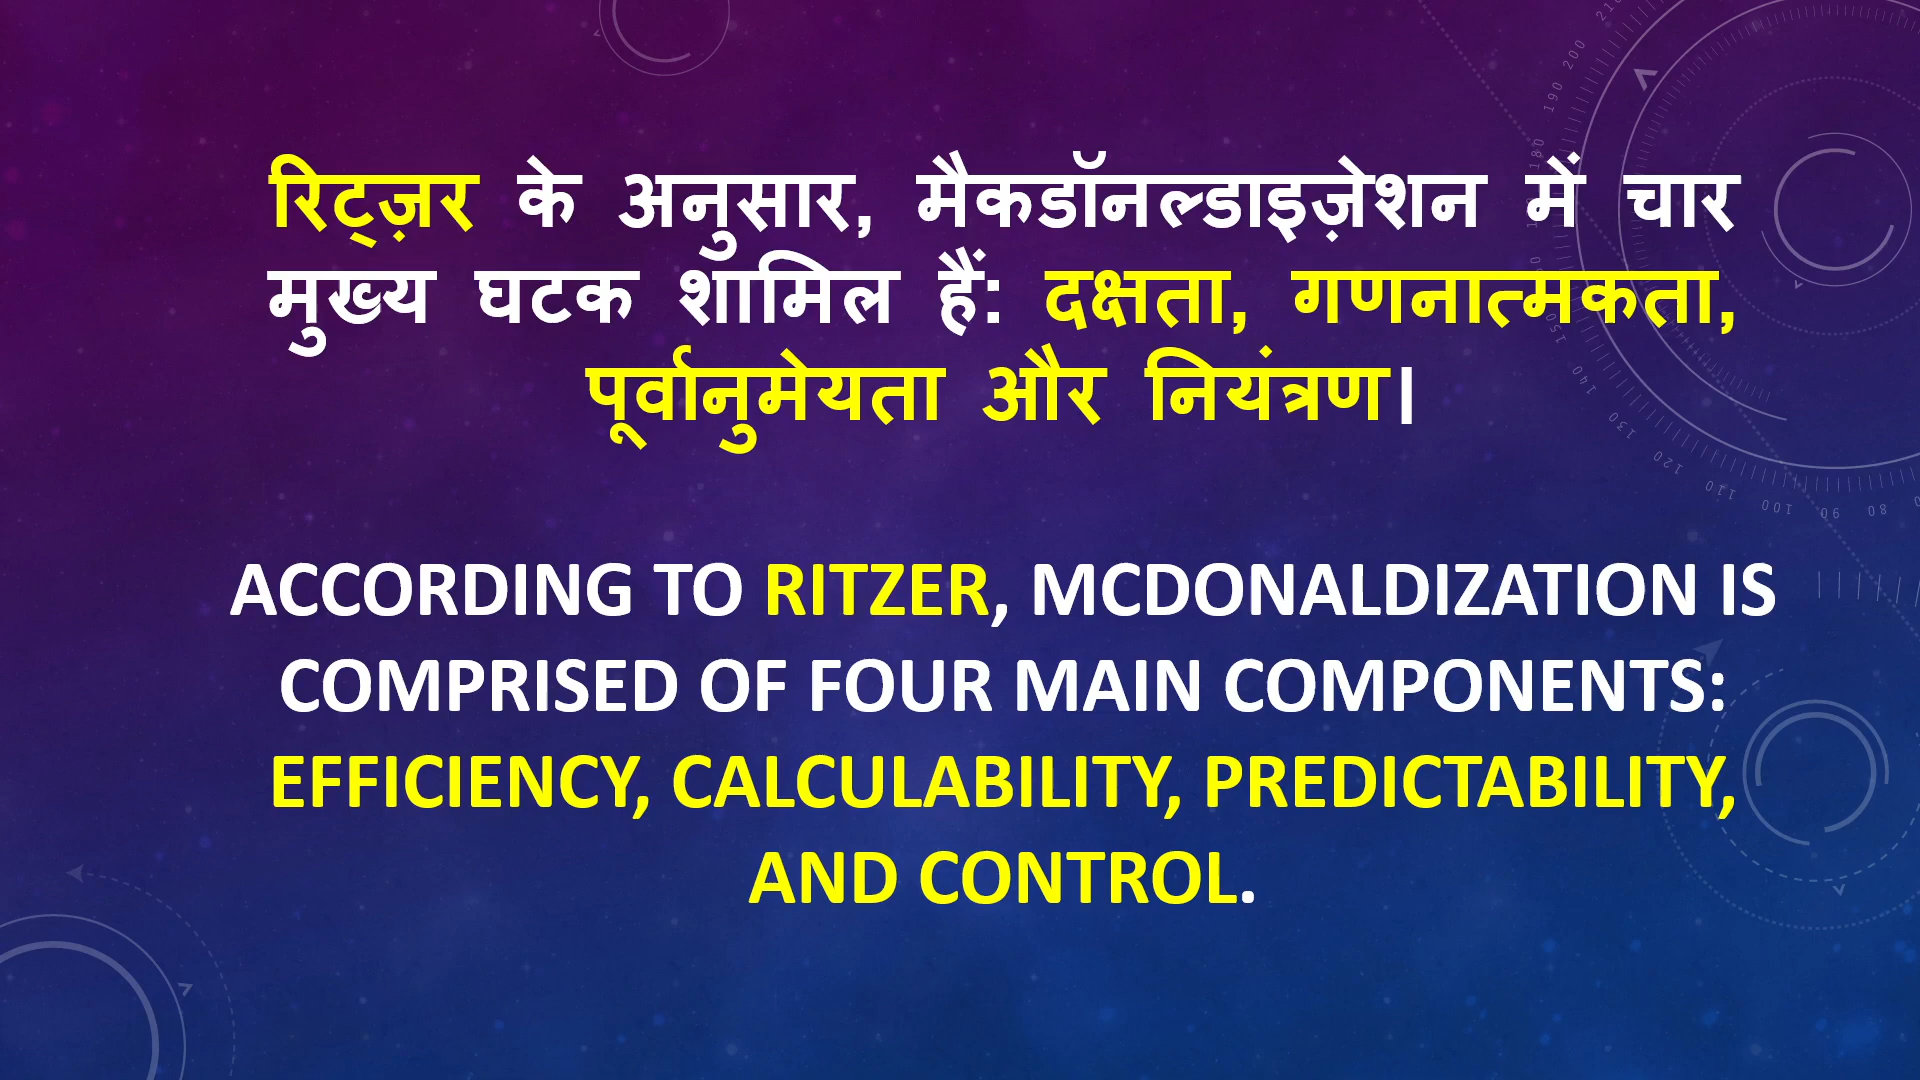 रिट्ज़र के अनुसार, मैकडॉनल्डाइज़ेशन में चार
मुख्य घटक शामिल हैं: दक्षता, गणनात्मकता,
पूर्वानुमेयता और नियंत्रण।
ACCORDING TO RITZER, MCDONALDIZATION IS
COMPRISED OF FOUR MAIN COMPONENTS:
EFFICIENCY, CALCULABILITY, PREDICTABILITY,
AND CONTROL.